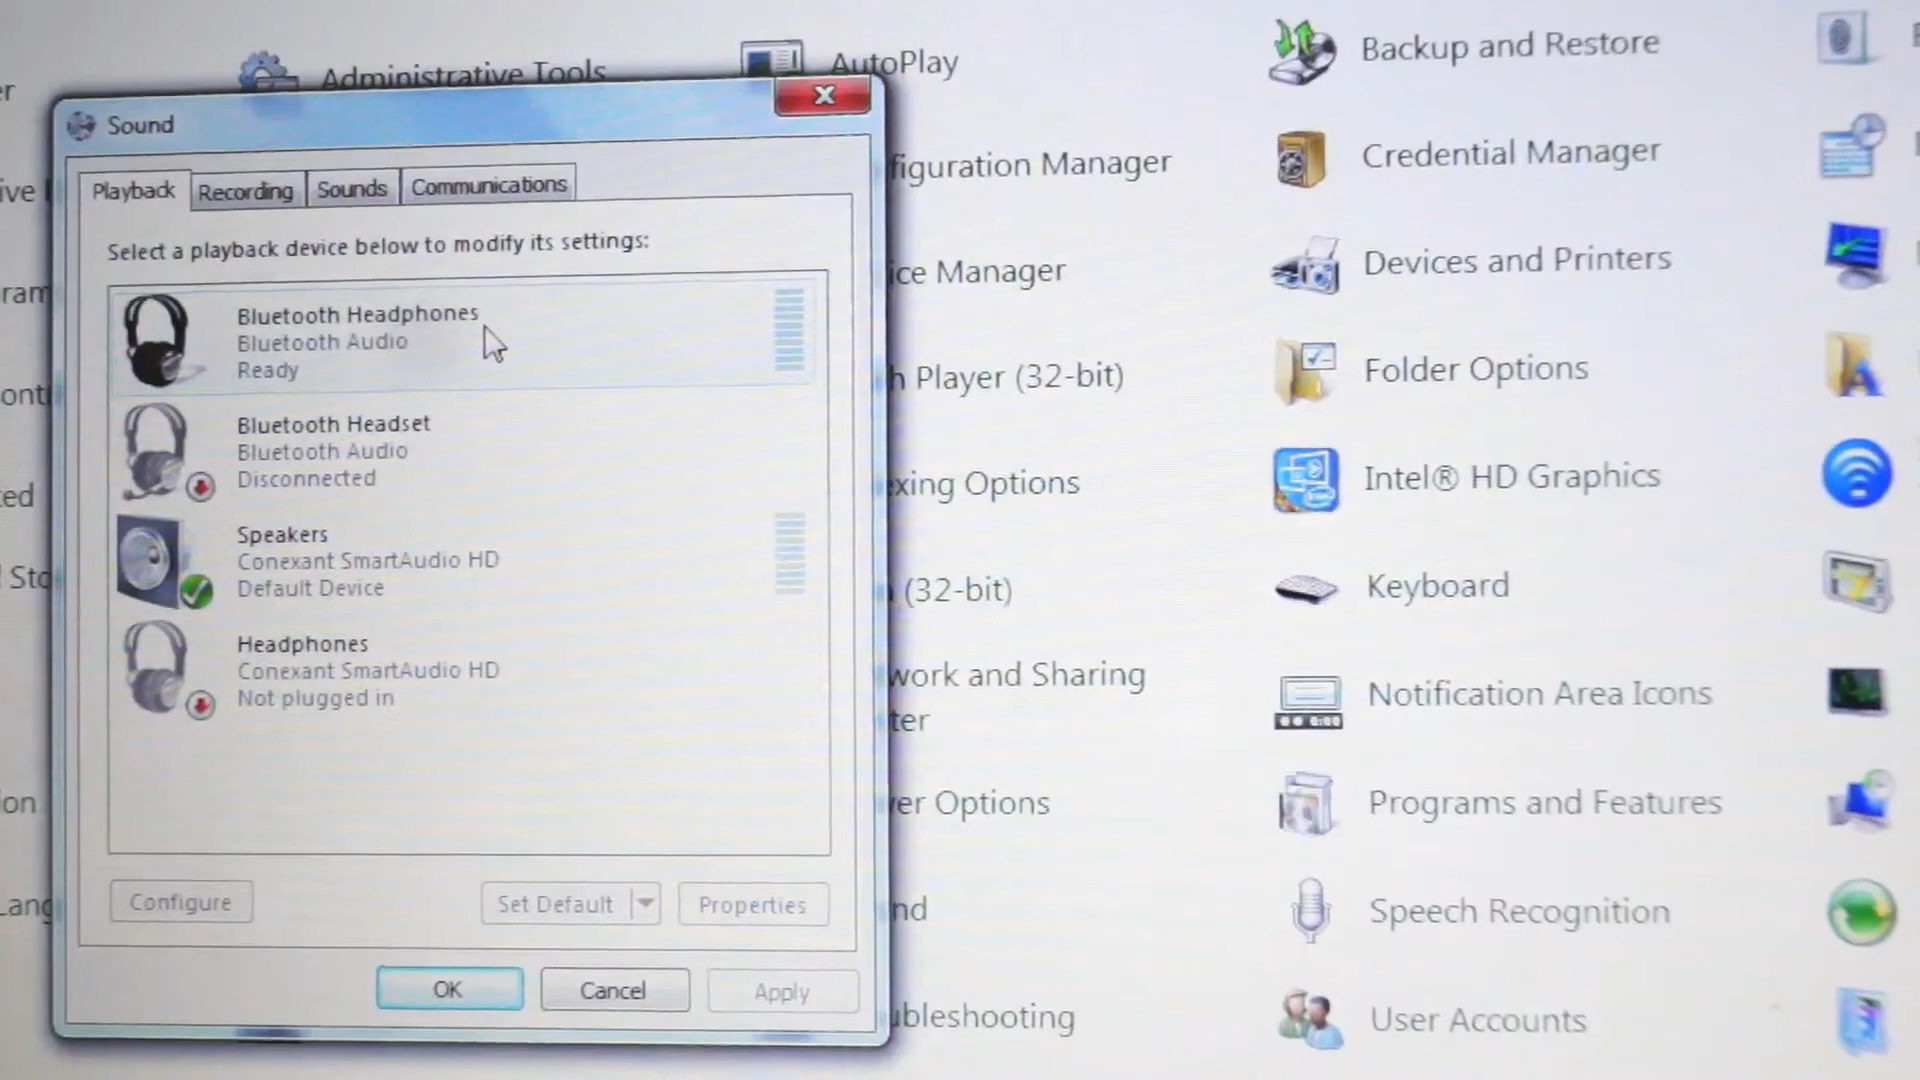 Sound
Playback
Recording
Sounds
Communications
Select a playback device below to modify its settings:
Bluetooth Headphones
Bluetooth Audio
Ready
Bluetooth Headset
Bluetooth Audio
Disconnected
Speakers
Conexant SmartAudio HD
Default Device
Headphones
Conexant SmartAudio HD
Not plugged in
Configure
Set Default
Properties
OK
Cancel
Apply
Administrative Tools
AutoPlay
figuration Manager
ice Manager
h Player (32-bit)
exing Options
(32-bit)
work and Sharing
ter
er Options
nd
ubleshooting
Backup and Restore
Credential Manager
Devices and Printers
Folder Options
Intel® HD Graphics
Keyboard
Notification Area Icons
Programs and Features
Speech Recognition
User Accounts